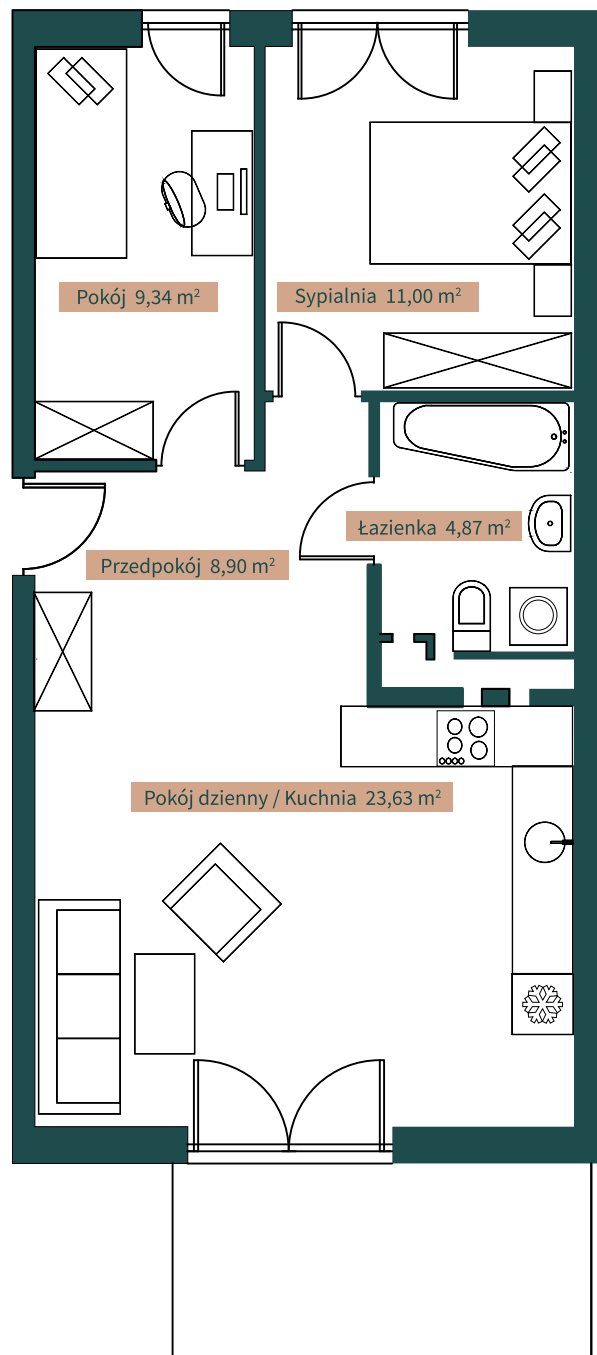 Pokój 9,34 m²
Sypialnia 11,00 m²
Łazienka 4,87 m²
Przedpokój 8,90 m²
Pokój dzienny / Kuchnia 23,63 m²